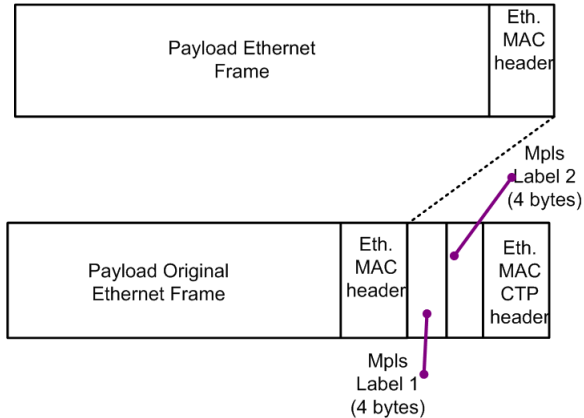 Payload Ethernet
Frame
Eth.
MAC
header
Mpls
Label 2
(4 bytes)
Payload Original
Ethernet Frame
Eth.
MAC
header
Eth.
MAC
CTP
header
Mpls
Label 1
(4 bytes)